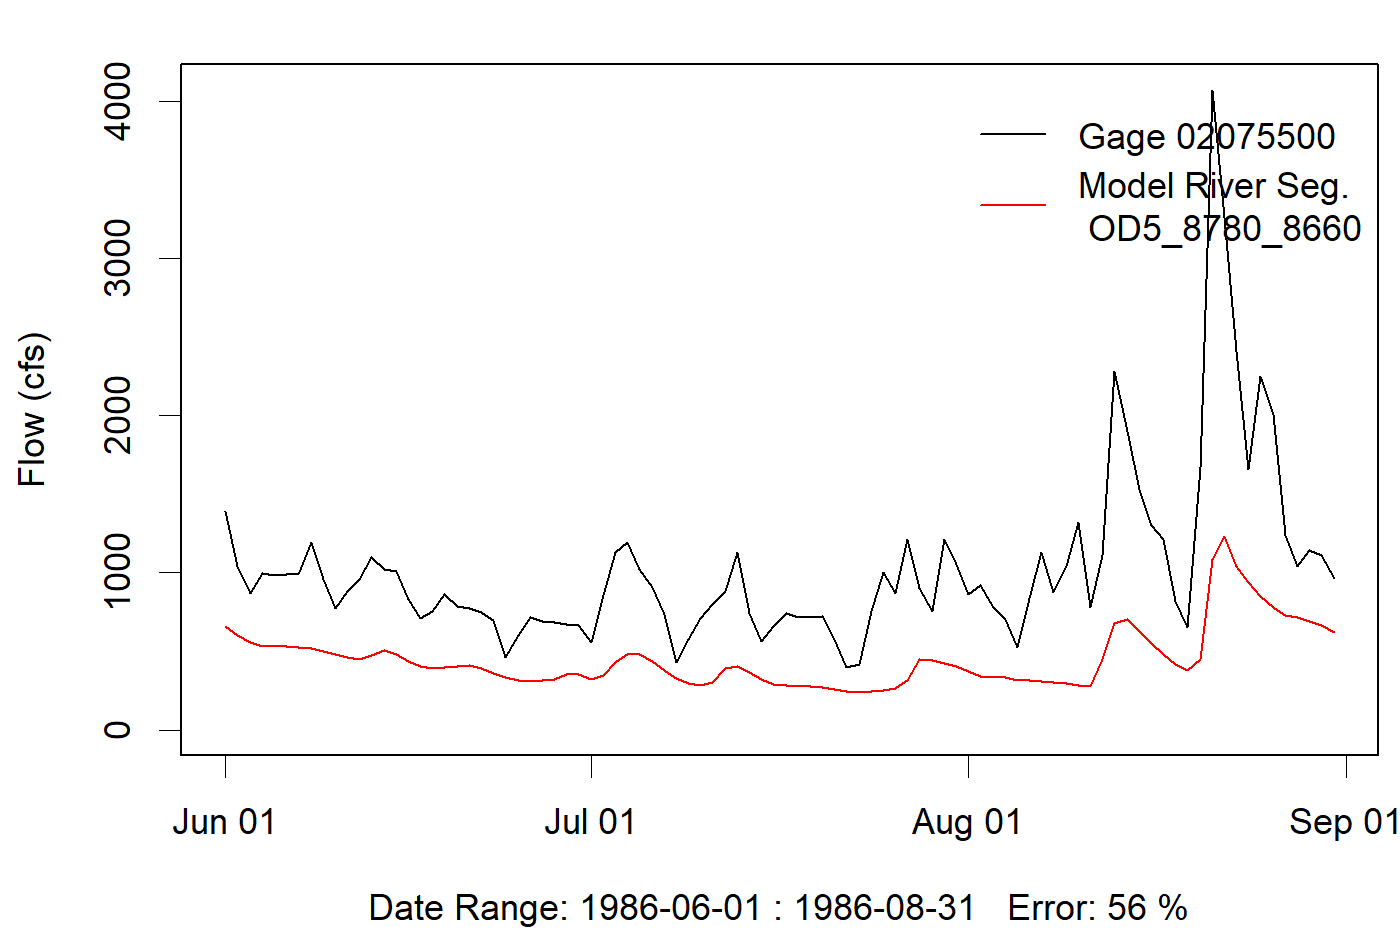 4000
3000
2000
1000
0
Flow (cfs)
Gage 02075500
Model River Seg.
OD5_8780_8660
Jun 01
Jul 01
Aug 01
Sep 01
Date Range: 1986-06-01 : 1986-08-31 Error: 56 %